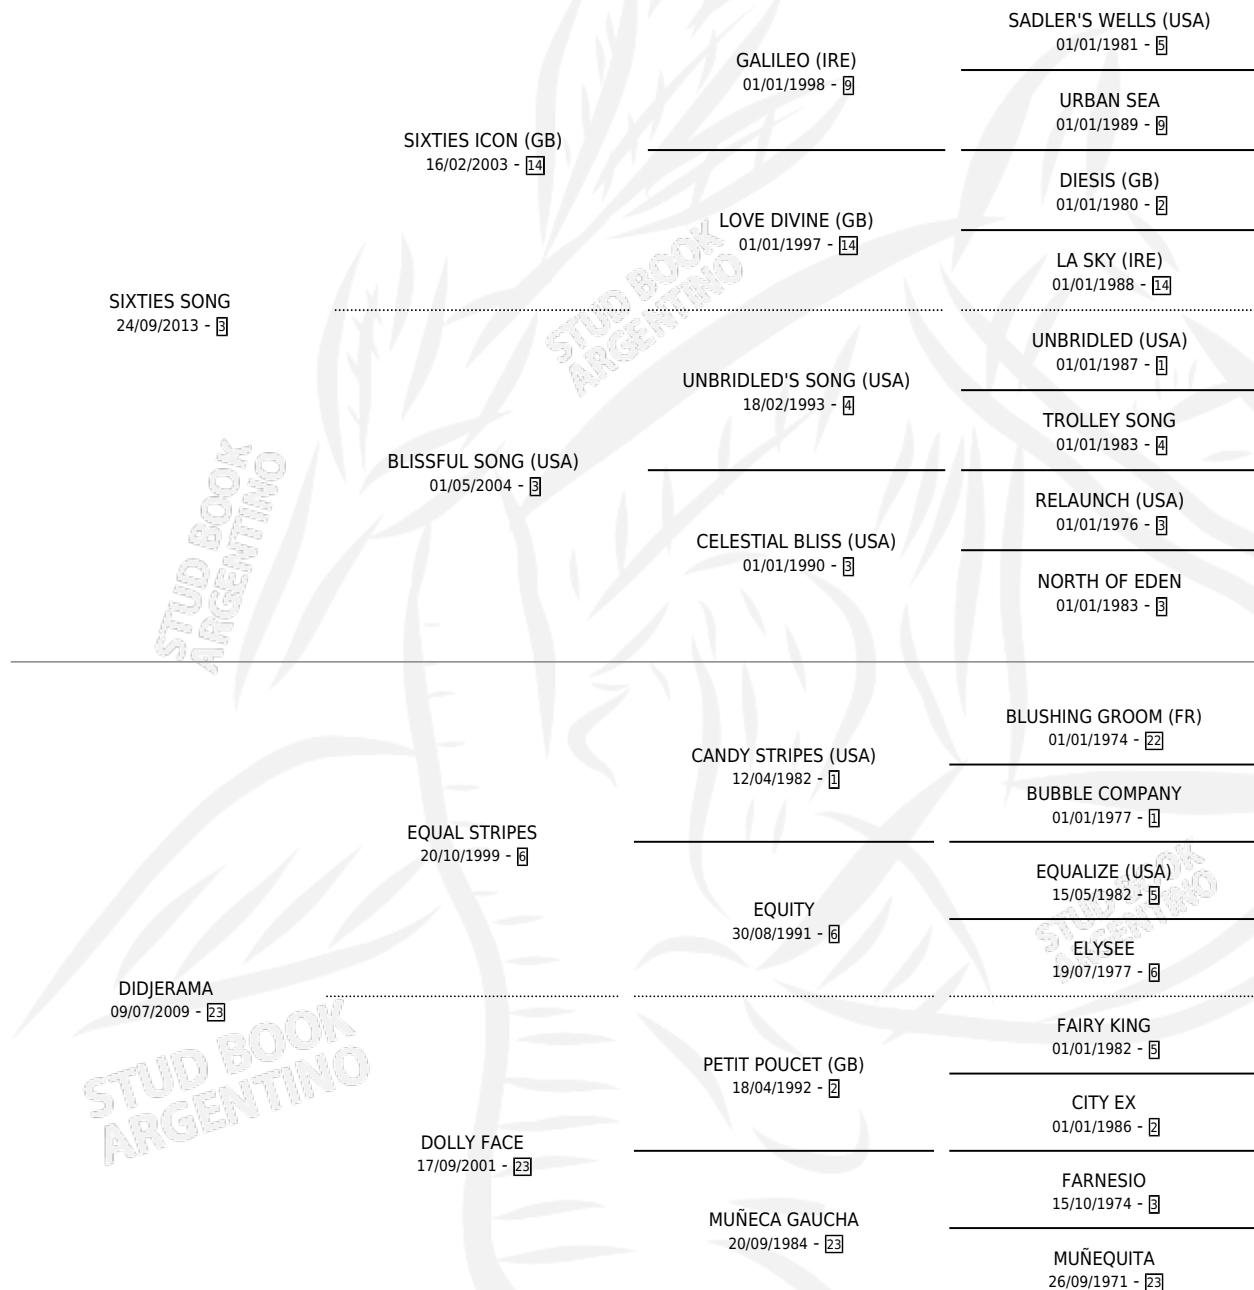 SADLER'S WELLS (USA)
01/01/1981 - 5
GALILEO (IRE)
01/01/1998 - 9
URBAN SEA
01/01/1989 - 9
SIXTIES ICON (GB)
16/02/2003 - 14
DIESIS (GB)
01/01/1980 - 2
LOVE DIVINE (GB)
01/01/1997 - 14
LA SKY (IRE)
01/01/1988 - 14
SIXTIES SONG
24/09/2013 - 3
UNBRIDLED (USA)
01/01/1987 - 1
UNBRIDLED'S SONG (USA)
18/02/1993 - 4
TROLLEY SONG
01/01/1983 - 4
BLISSFUL SONG (USA)
01/05/2004 - 3
RELAUNCH (USA)
01/01/1976 - 3
CELESTIAL BLISS (USA)
01/01/1990 - 3
NORTH OF EDEN
01/01/1983 - 3
BLUSHING GROOM (FR)
01/01/1974 - 22
CANDY STRIPES (USA)
12/04/1982 - 1
BUBBLE COMPANY
01/01/1977 - 1
EQUAL STRIPES
20/10/1999 - 6
EQUALIZE (USA)
15/05/1982 - 5
EQUITY
30/08/1991 - 6
ELYSEE
19/07/1977 - 6
DIDJERAMA
09/07/2009 - 23
FAIRY KING
01/01/1982 - 5
PETIT POUCET (GB)
18/04/1992 - 2
CITY EX
01/01/1986 - 2
DOLLY FACE
17/09/2001 - 23
FARNESIO
15/10/1974 - 3
MUÑECA GAUCHA
20/09/1984 - 23
MUÑEQUITA
26/09/1971 - 23
STUD BOOK
ARGENTINO
STUD BOOK
ARGENTINO
STUD BOOK
ARGENTINO
STUD BOOK
ARGENTINO